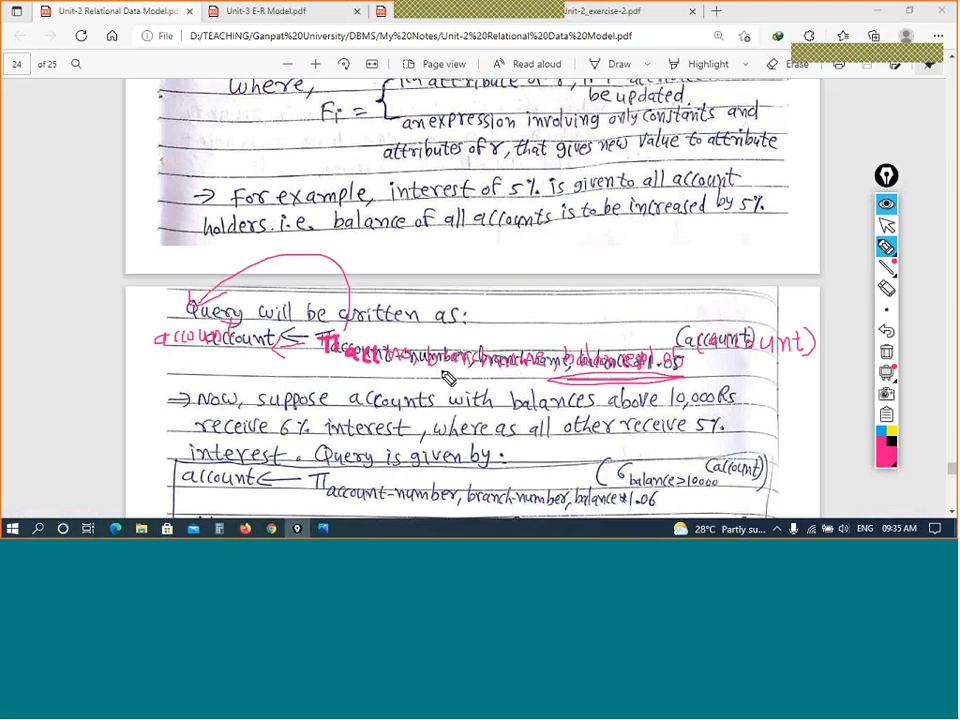 Unit-2 Relational Data Model.pdf
Unit-3 E-R Model.pdf
Unit-2_exercise-2.pdf
File
D:/TEACHING/Ganpat%20University/DBMS/My%20Notes/Unit-2%20Relational%20Data%20Model.pdf
24 of 25
Page view
Read aloud
Draw
Highlight
Erase
where,
be updated.
Fi =
an expression involving only constants and
attributes of r, that gives new value to attribute
→ For example, interest of 5% is given to all account
holders. i.e. balance of all accounts is to be increased by 5%.
Query will be written as:
account account ← π (account) (account)
→ Now, suppose accounts with balances above 10,000Rs
receive 6% interest, where as all other receive 5%
interest. Query is given by:
account ← π account-number, branch-number, balance*1.06 (σ balance>10000 (account))
28°C Partly su...
ENG
09:35 AM